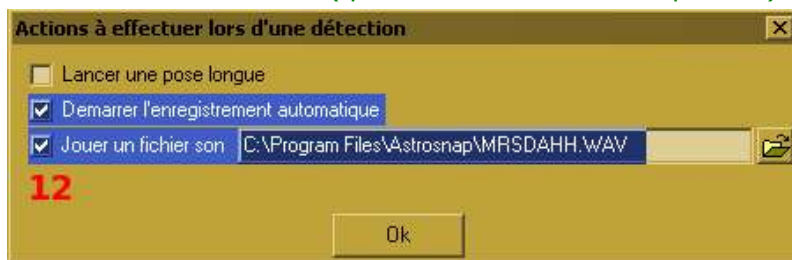 Actions à effectuer lors d'une détection
Lancer une pose longue
Demarrer l'enregistrement automatique
Jouer un fichier son C:\Program Files\Astrosnap\MRSDAHH.WAV
12
Ok